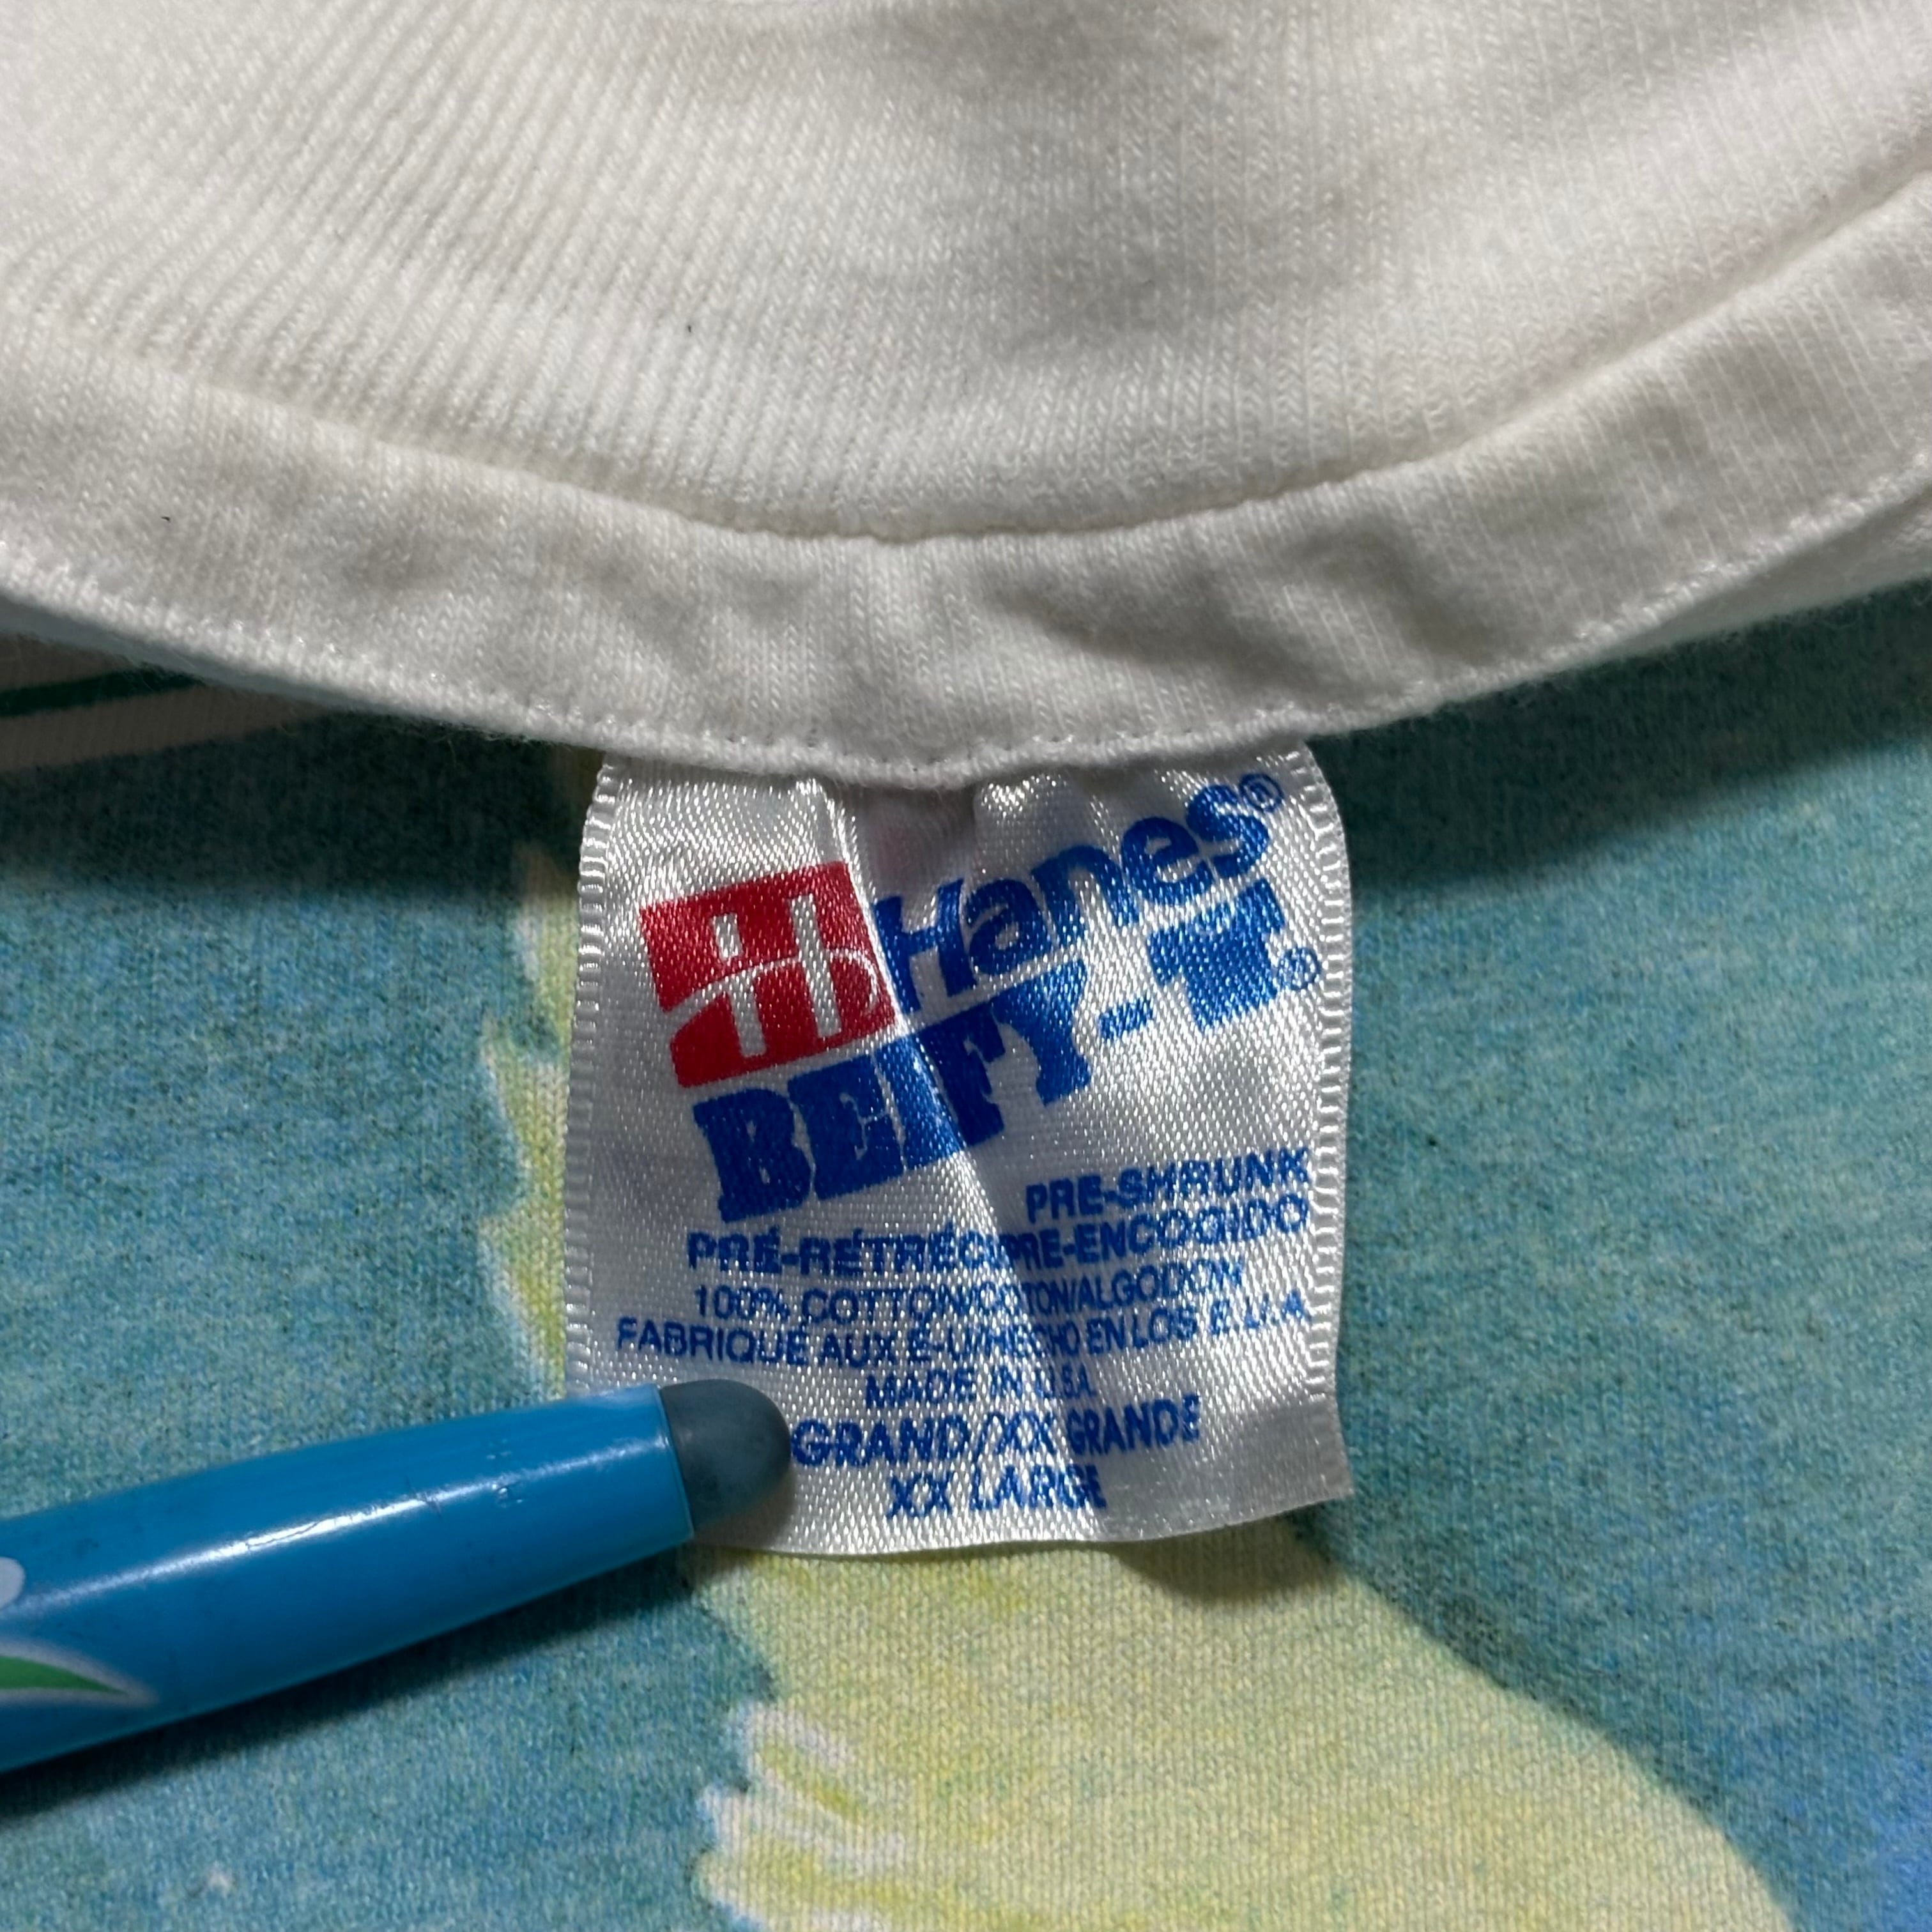 Hanes®
BEEFY-T®
PRE-SHRUNK
PRÉ-RÉTRÉCI/PRE-ENCOGIDO
100% COTTON/COTON/ALGODON
FABRIQUÉ AUX É-U/HECHO EN LOS E.U.A.
MADE IN U.S.A.
GRAND/XX GRANDE
XX LARGE